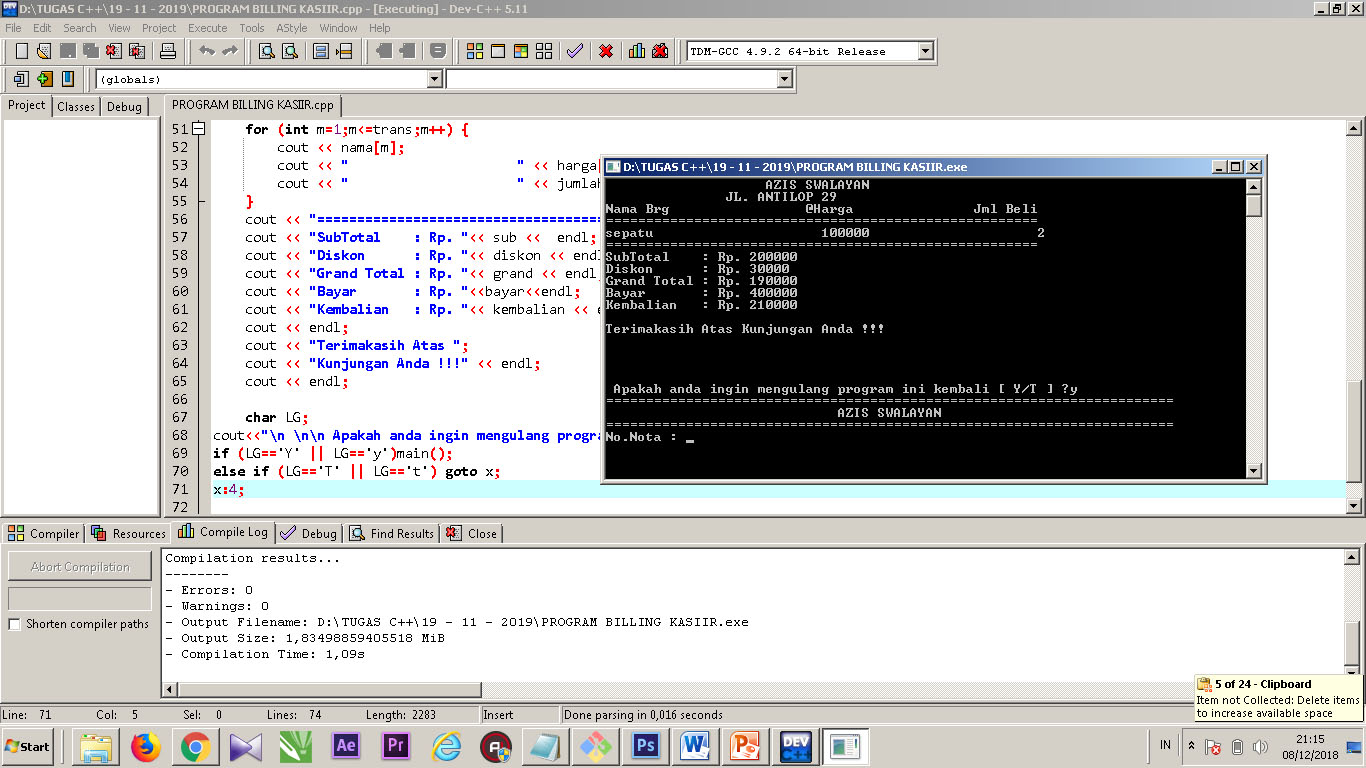 D:\TUGAS C++\19 - 11 - 2019\PROGRAM BILLING KASIIR.cpp - [Executing] - Dev-C++ 5.11
File Edit Search View Project Execute Tools AStyle Window Help
TDM-GCC 4.9.2 64-bit Release
(globals)
Project Classes Debug
PROGRAM BILLING KASIIR.cpp
51 for (int m=1;m<=trans;m++) {
52 cout << nama[m];
53 cout << " " << harga[
54 cout << " " << jumlah
55 }
56 cout << "====================================
57 cout << "SubTotal : Rp. "<< sub << endl;
58 cout << "Diskon : Rp. "<< diskon << endl
59 cout << "Grand Total : Rp. "<< grand << endl
60 cout << "Bayar : Rp. "<<bayar<<endl;
61 cout << "Kembalian : Rp. "<< kembalian << e
62 cout << endl;
63 cout << "Terimakasih Atas ";
64 cout << "Kunjungan Anda !!!" << endl;
65 cout << endl;
66
67 char LG;
68 cout<<"\n \n\n Apakah anda ingin mengulang progra
69 if (LG=='Y' || LG=='y')main();
70 else if (LG=='T' || LG=='t') goto x;
71 x:4;
72
D:\TUGAS C++\19 - 11 - 2019\PROGRAM BILLING KASIIR.exe
AZIS SWALAYAN
JL. ANTILOP 29
Nama Brg @Harga Jml Beli
======================================================
sepatu 100000 2
======================================================
SubTotal : Rp. 200000
Diskon : Rp. 30000
Grand Total : Rp. 190000
Bayar : Rp. 400000
Kembalian : Rp. 210000
Terimakasih Atas Kunjungan Anda !!!
Apakah anda ingin mengulang program ini kembali [ Y/T ] ?y
=======================================================================
AZIS SWALAYAN
=======================================================================
No.Nota : _
Compiler Resources Compile Log Debug Find Results Close
Abort Compilation
Shorten compiler paths
Compilation results...
--------
- Errors: 0
- Warnings: 0
- Output Filename: D:\TUGAS C++\19 - 11 - 2019\PROGRAM BILLING KASIIR.exe
- Output Size: 1,83498859405518 MiB
- Compilation Time: 1,09s
5 of 24 - Clipboard
Item not Collected: Delete items
to increase available space
Line: 71 Col: 5 Sel: 0 Lines: 74 Length: 2283 Insert Done parsing in 0,016 seconds
Start
Ae
Pr
Ps
W
P
DEV
IN
21:15
08/12/2018